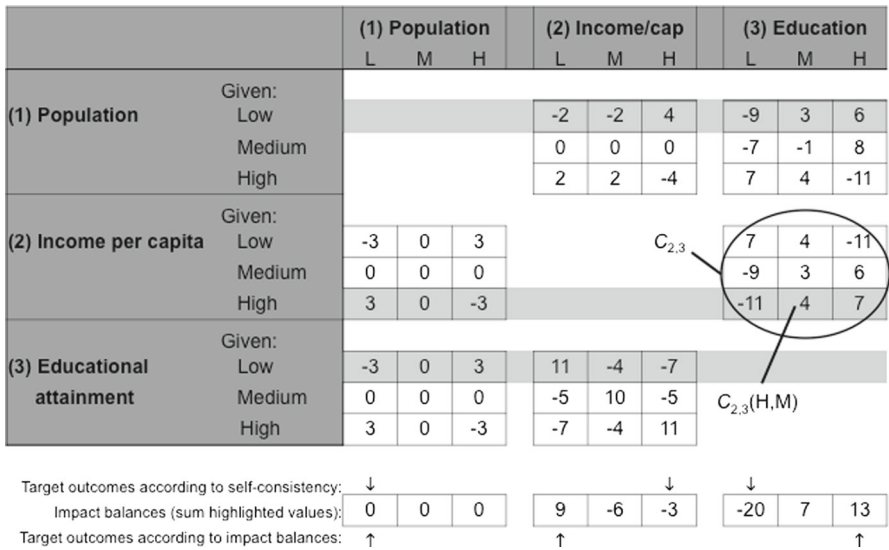 (1) Population (2) Income/cap (3) Education
L M H L M H L M H
Given:
(1) Population Low -2 -2 4 -9 3 6
Medium 0 0 0 -7 -1 8
High 2 2 -4 7 4 -11
Given:
(2) Income per capita Low -3 0 3 C2,3 7 4 -11
Medium 0 0 0 -9 3 6
High 3 0 -3 -11 4 7
Given:
(3) Educational Low -3 0 3 11 -4 -7
attainment Medium 0 0 0 -5 10 -5 C2,3(H,M)
High 3 0 -3 -7 -4 11
Target outcomes according to self-consistency: ↓ ↓ ↓
Impact balances (sum highlighted values): 0 0 0 9 -6 -3 -20 7 13
Target outcomes according to impact balances: ↑ ↑ ↑